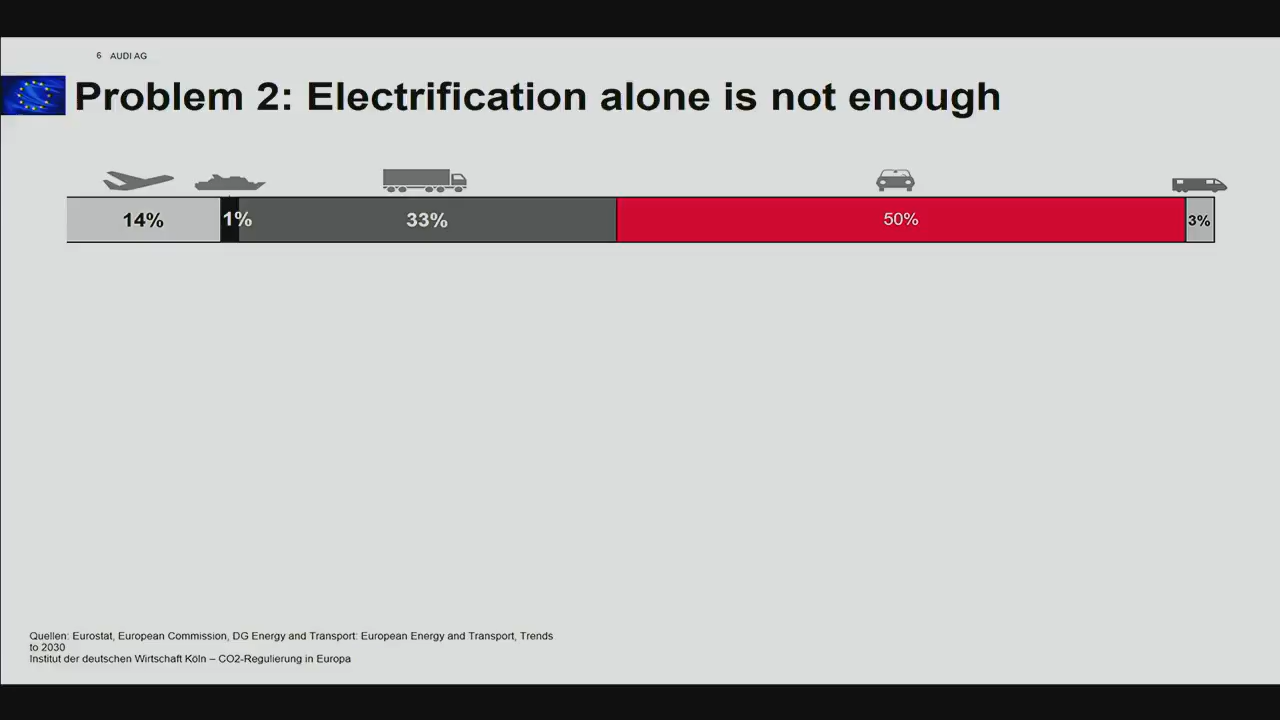 6 AUDI AG
Problem 2: Electrification alone is not enough
14% 1% 33% 50% 3%
Quellen: Eurostat, European Commission, DG Energy and Transport: European Energy and Transport, Trends
to 2030
Institut der deutschen Wirtschaft Köln – CO2-Regulierung in Europa